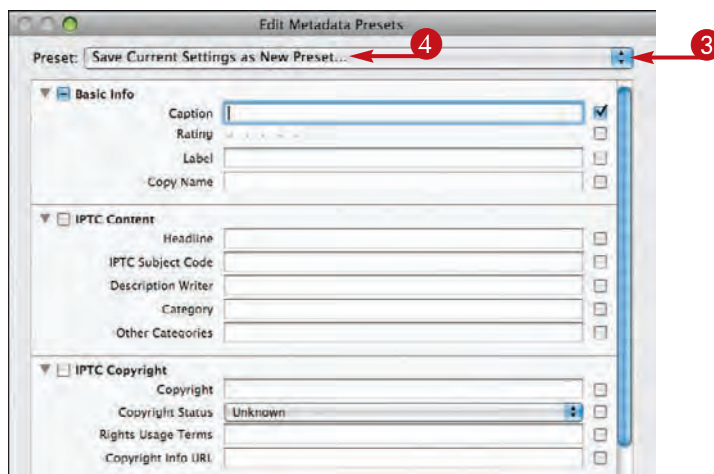 Edit Metadata Presets
Preset: Save Current Settings as New Preset... 4 3
Basic Info
Caption
Rating
Label
Copy Name
IPTC Content
Headline
IPTC Subject Code
Description Writer
Category
Other Categories
IPTC Copyright
Copyright
Copyright Status Unknown
Rights Usage Terms
Copyright Info URL